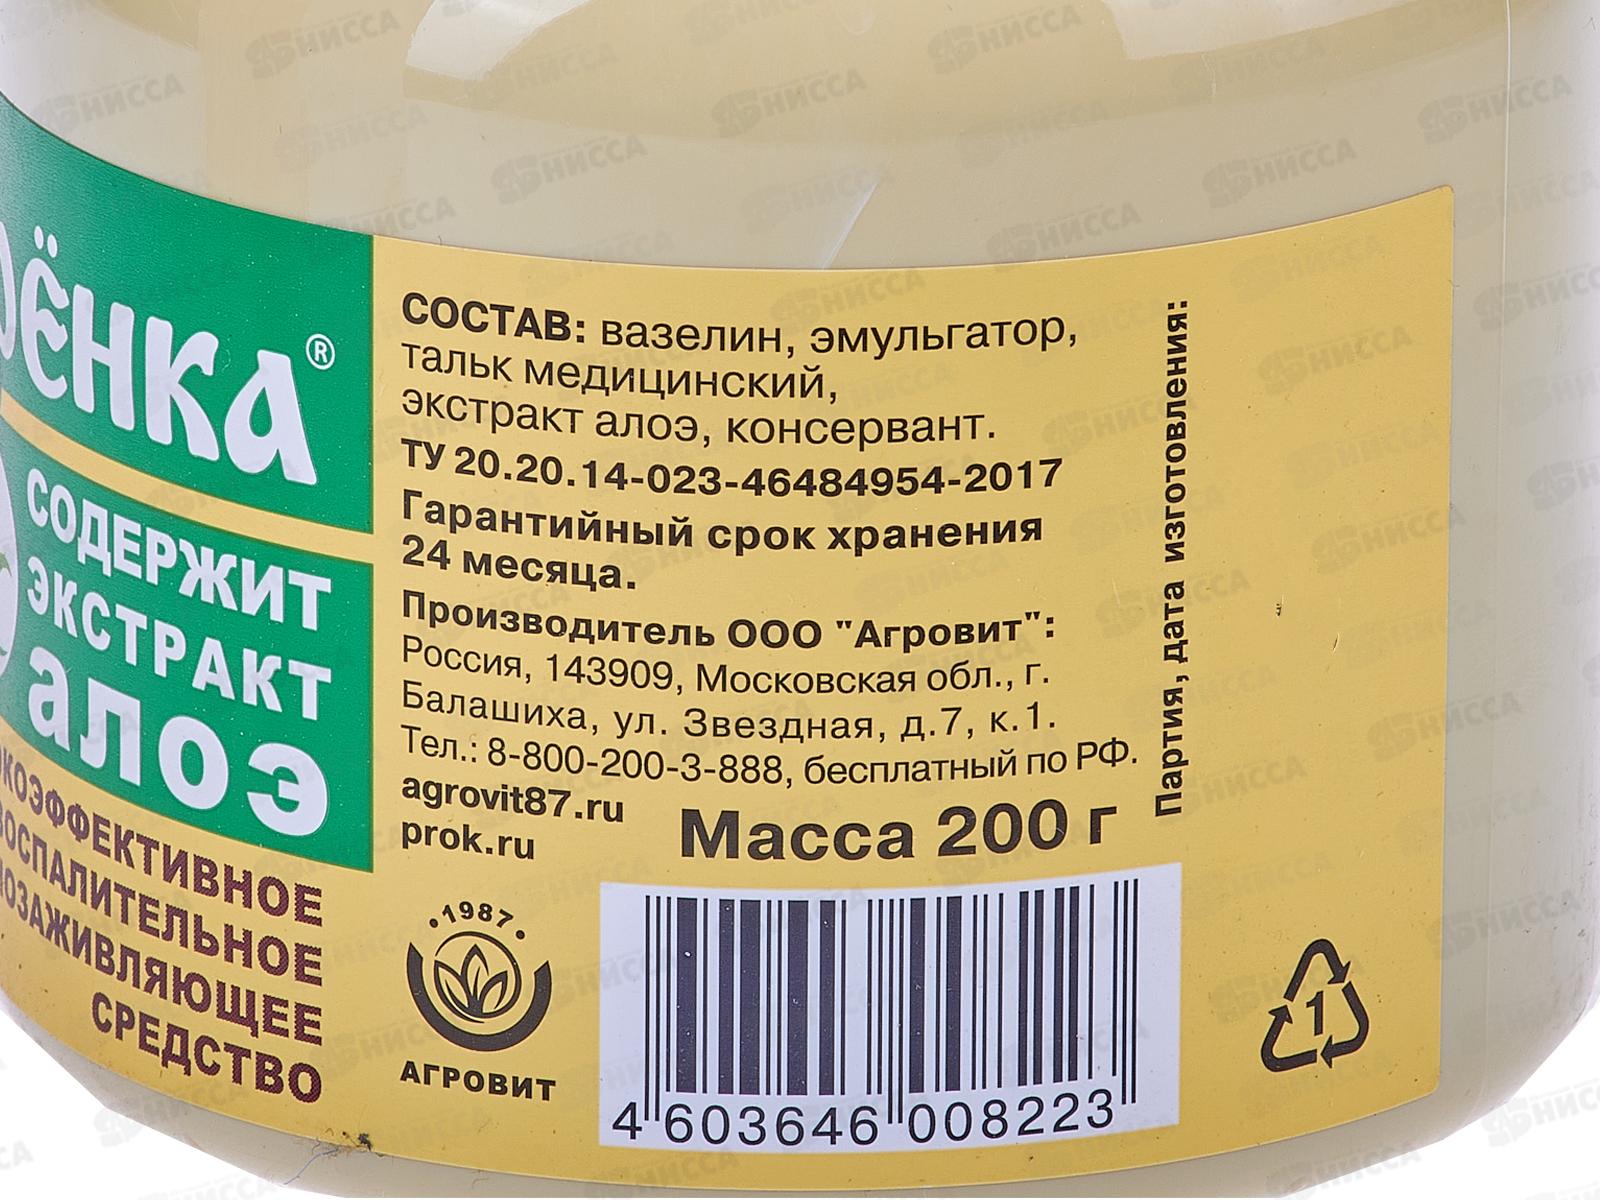 ЁНКА®
СОДЕРЖИТ
ЭКСТРАКТ
алоэ
СРЕДСТВО
СОСТАВ: вазелин, эмульгатор,
тальк медицинский,
экстракт алоэ, консервант.
ТУ 20.20.14-023-46484954-2017
Гарантийный срок хранения
24 месяца.
Производитель ООО "Агровит":
Россия, 143909, Московская обл., г.
Балашиха, ул. Звездная, д.7, к.1.
Тел.: 8-800-200-3-888, бесплатный по РФ.
agrovit87.ru
prok.ru
Масса 200 г
Партия, дата изготовления:
1987
АГРОВИТ
4 603646 008223
1
НИССА